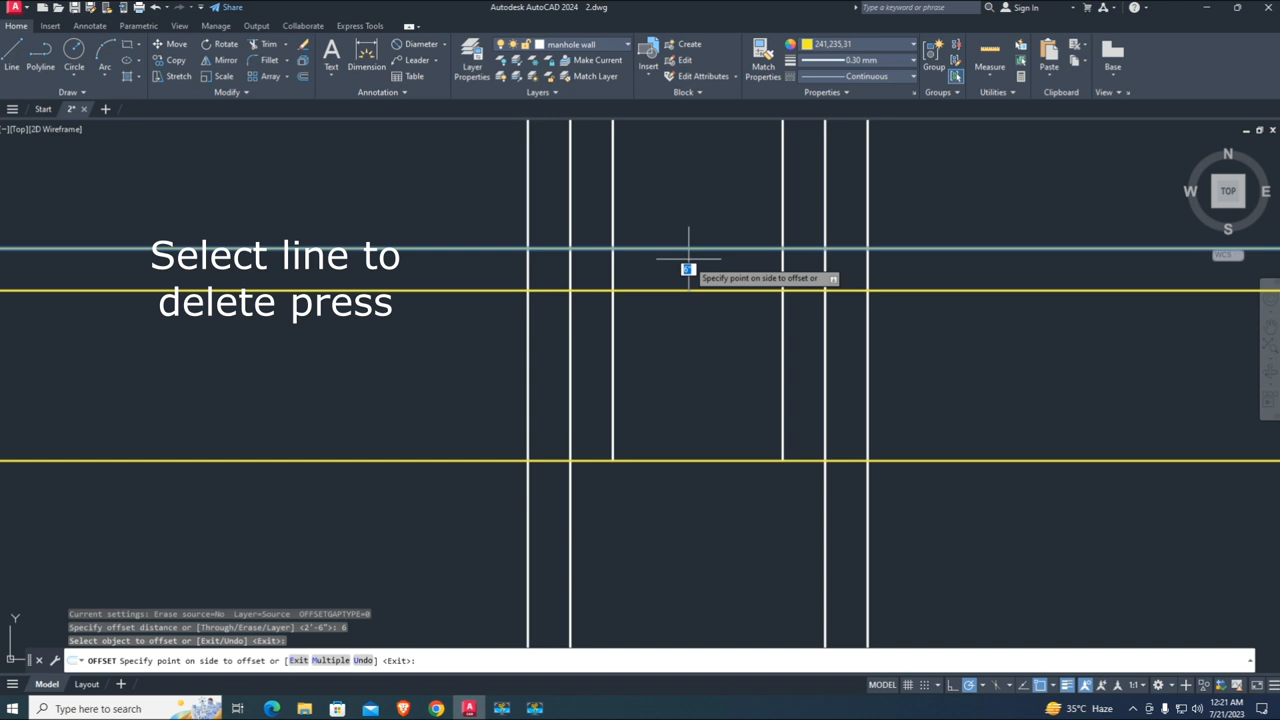 Share
Autodesk AutoCAD 2024 2.dwg
Type a keyword or phrase
Sign In
Home Insert Annotate Parametric View Manage Output Collaborate Express Tools
Line
Polyline
Circle
Arc
Move
Rotate
Trim
Copy
Mirror
Fillet
Stretch
Scale
Array
Text
Dimension
Diameter
Leader
Table
Layer
Properties
manhole wall
Make Current
Match Layer
Insert
Create
Edit
Edit Attributes
Match
Properties
241,235,31
0.30 mm
Continuous
Group
Measure
Paste
Base
Draw
Modify
Annotation
Layers
Block
Properties
Groups
Utilities
Clipboard
View
Start
2*
[−][Top][2D Wireframe]
N
W
TOP
E
S
WCS
Select line to
delete press
Specify point on side to offset or
Current settings: Erase source=No Layer=Source OFFSETGAPTYPE=0
Specify offset distance or [Through/Erase/Layer] <2'-6">: 6
Select object to offset or [Exit/Undo] <Exit>:
Y
OFFSET Specify point on side to offset or [Exit Multiple Undo] <Exit>:
Model
Layout
MODEL
1:1
Type here to search
35°C Haze
12:21 AM
7/21/2023